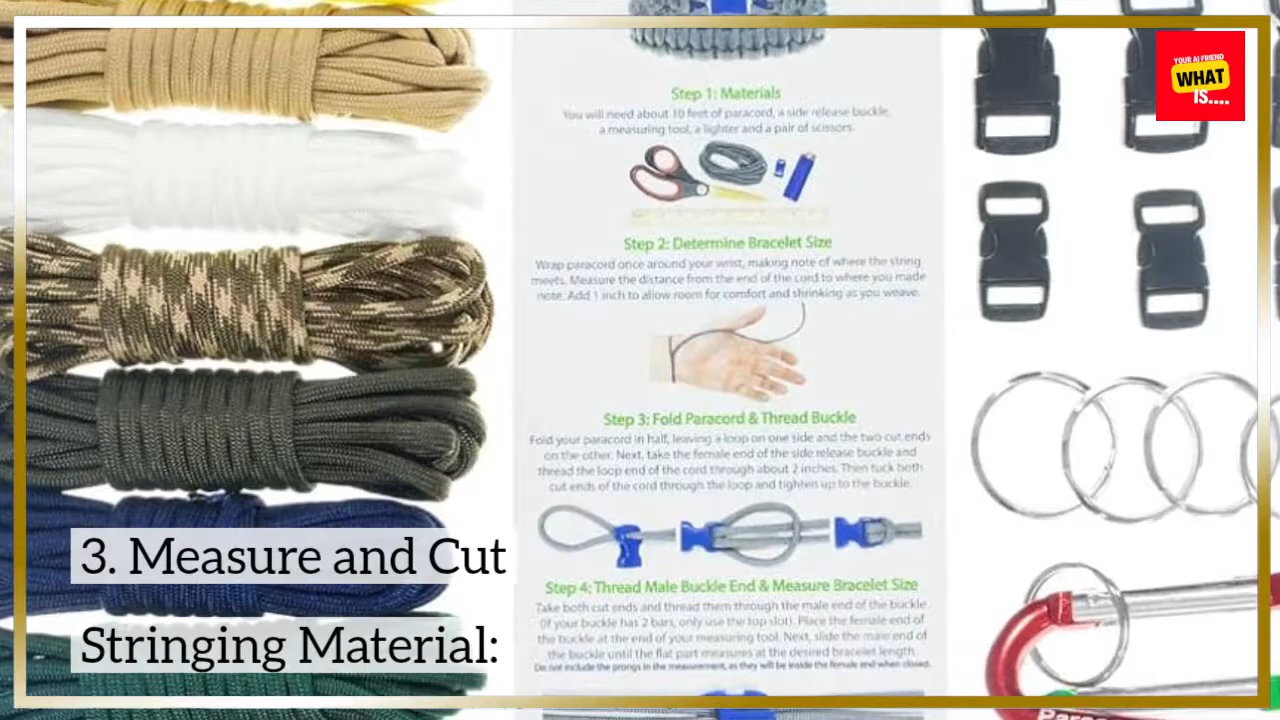 YOUR AI FRIEND
WHAT
IS....
Step 1: Materials
You will need about 10 feet of paracord, a side release buckle,
a measuring tool, a lighter and a pair of scissors.
Step 2: Determine Bracelet Size
Wrap paracord once around your wrist, making note of where the string
meets. Measure the distance from the end of the cord to where you made
note. Add 1 inch to allow room for comfort and shrinking as you weave.
Step 3: Fold Paracord & Thread Buckle
Fold your paracord in half, leaving a loop on one side and the two cut ends
on the other. Next, take the female end of the side release buckle and
thread the loop end of the cord through about 2 inches. Then tuck both
cut ends of the cord through the loop and tighten up to the buckle.
Step 4: Thread Male Buckle End & Measure Bracelet Size
Take both cut ends and thread them through the male end of the buckle
(If your buckle has 2 bars, only use the top slot). Place the female end of
the buckle at the end of your measuring tool. Next, slide the male end of
the buckle until the flat part measures at the desired bracelet length.
Do not include the prongs in the measurement, as they will be inside the female end when closed.
3. Measure and Cut
Stringing Material: